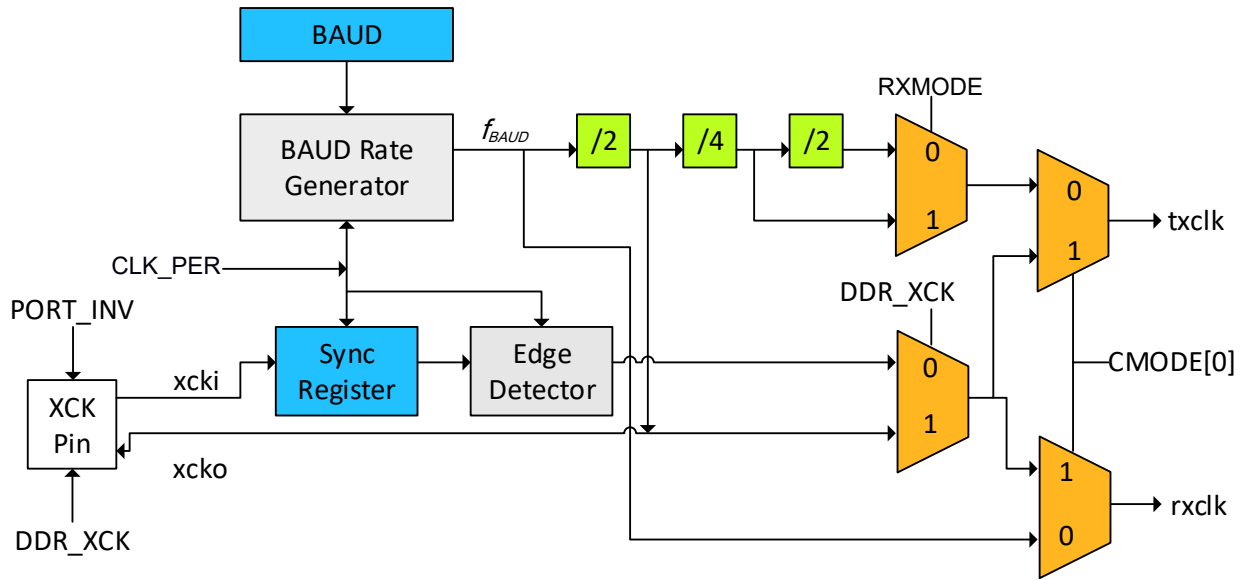 BAUD
RXMODE
BAUD Rate
Generator
fBAUD
/2
/4
/2
0
1
0
1
txclk
CLK_PER
PORT_INV
DDR_XCK
CMODE[0]
xcki
Sync
Register
Edge
Detector
0
1
XCK
Pin
xcko
1
0
rxclk
DDR_XCK